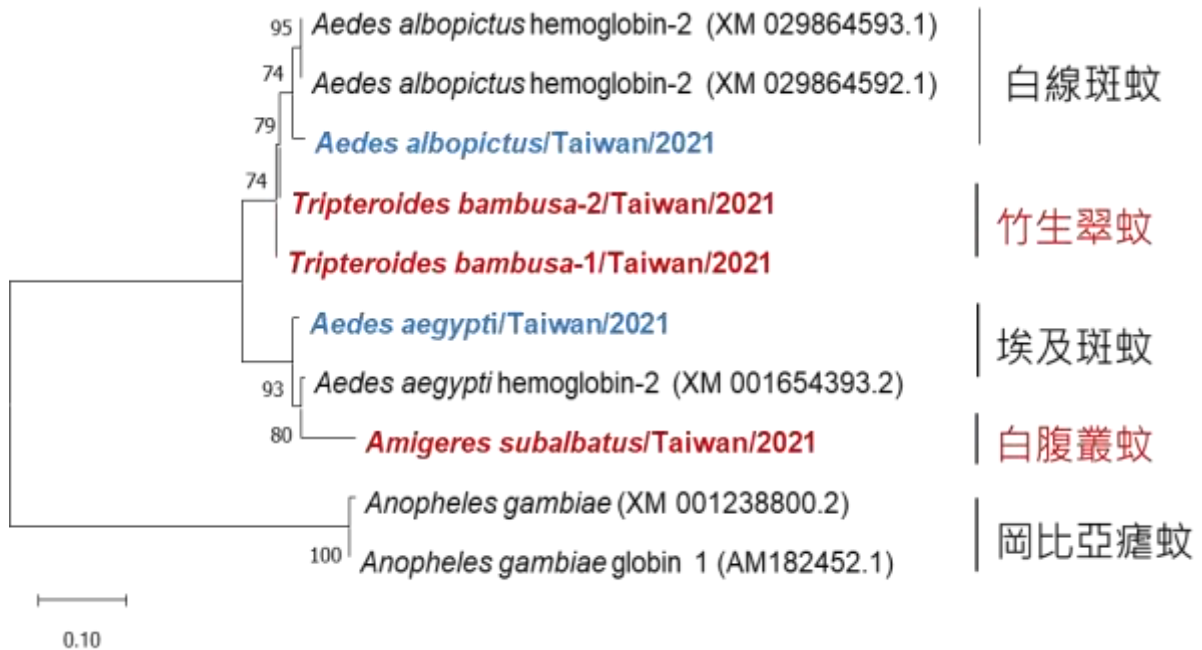 95
Aedes albopictus hemoglobin-2 (XM 029864593.1)
74
Aedes albopictus hemoglobin-2 (XM 029864592.1)
白線斑蚊
79
Aedes albopictus/Taiwan/2021
74
Tripteroides bambusa-2/Taiwan/2021
竹生翠蚊
Tripteroides bambusa-1/Taiwan/2021
Aedes aegypti/Taiwan/2021
埃及斑蚊
93
Aedes aegypti hemoglobin-2 (XM 001654393.2)
80
Amigeres subalbatus/Taiwan/2021
白腹叢蚊
Anopheles gambiae (XM 001238800.2)
岡比亞瘧蚊
100
Anopheles gambiae globin 1 (AM182452.1)
0.10